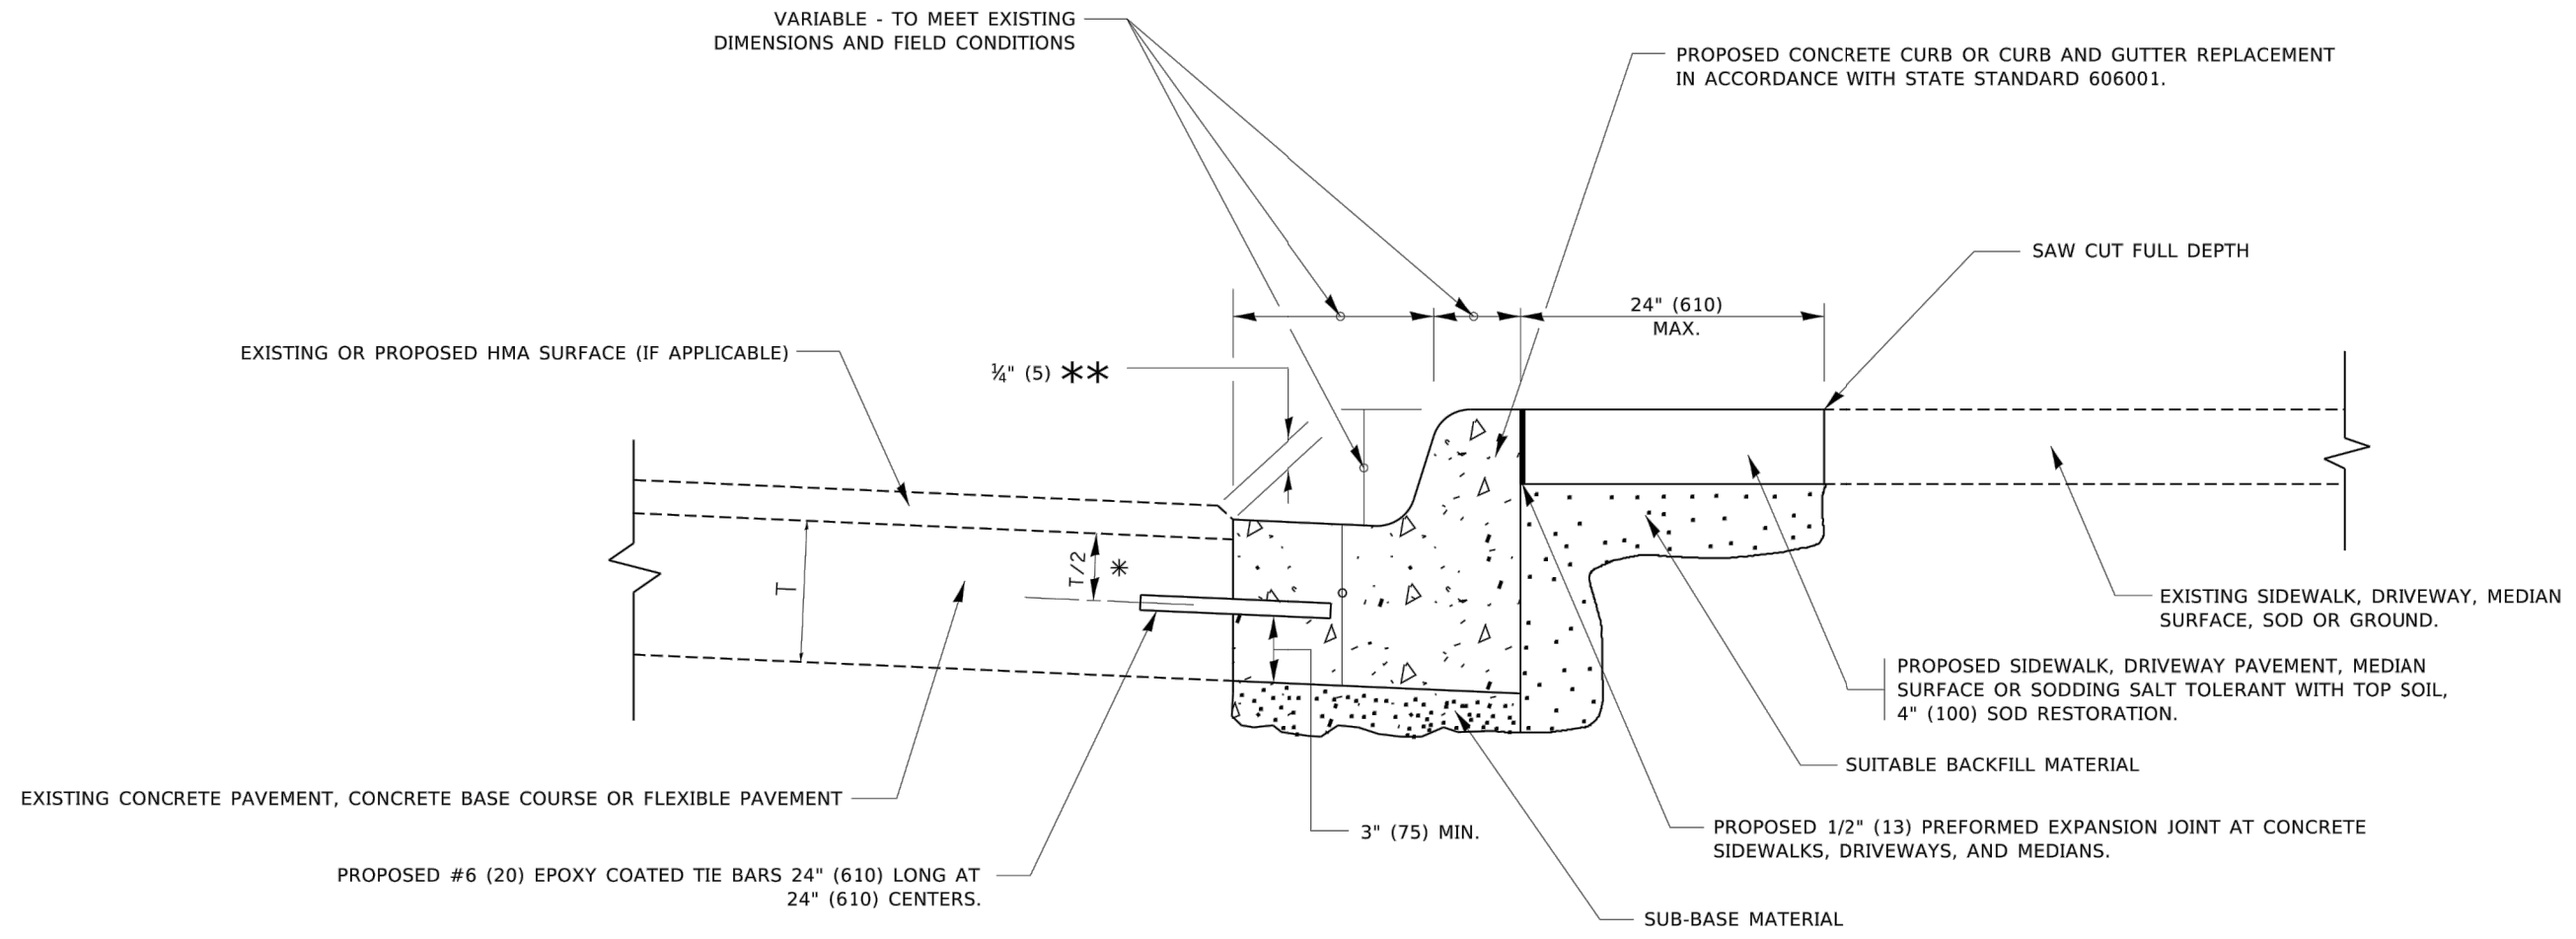 VARIABLE - TO MEET EXISTING
DIMENSIONS AND FIELD CONDITIONS
PROPOSED CONCRETE CURB OR CURB AND GUTTER REPLACEMENT
IN ACCORDANCE WITH STATE STANDARD 606001.
SAW CUT FULL DEPTH
24" (610)
MAX.
EXISTING OR PROPOSED HMA SURFACE (IF APPLICABLE)
¼" (5) **
T
T/2 *
EXISTING SIDEWALK, DRIVEWAY, MEDIAN
SURFACE, SOD OR GROUND.
PROPOSED SIDEWALK, DRIVEWAY PAVEMENT, MEDIAN
SURFACE OR SODDING SALT TOLERANT WITH TOP SOIL,
4" (100) SOD RESTORATION.
SUITABLE BACKFILL MATERIAL
EXISTING CONCRETE PAVEMENT, CONCRETE BASE COURSE OR FLEXIBLE PAVEMENT
3" (75) MIN.
PROPOSED 1/2" (13) PREFORMED EXPANSION JOINT AT CONCRETE
SIDEWALKS, DRIVEWAYS, AND MEDIANS.
PROPOSED #6 (20) EPOXY COATED TIE BARS 24" (610) LONG AT
24" (610) CENTERS.
SUB-BASE MATERIAL